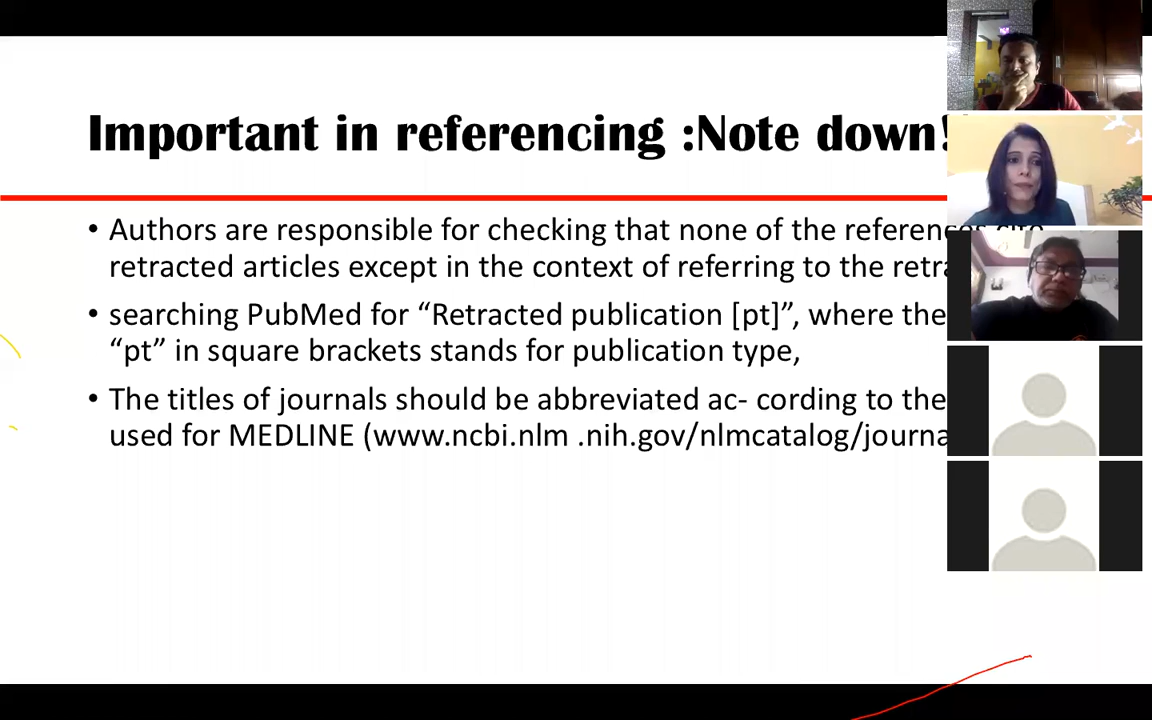 Important in referencing :Note down!
• Authors are responsible for checking that none of the references cite
retracted articles except in the context of referring to the
• searching PubMed for “Retracted publication [pt]”, where the
“pt” in square brackets stands for publication type,
• The titles of journals should be abbreviated ac- cording to the
used for MEDLINE (www.ncbi.nlm .nih.gov/nlmcatalog/journa